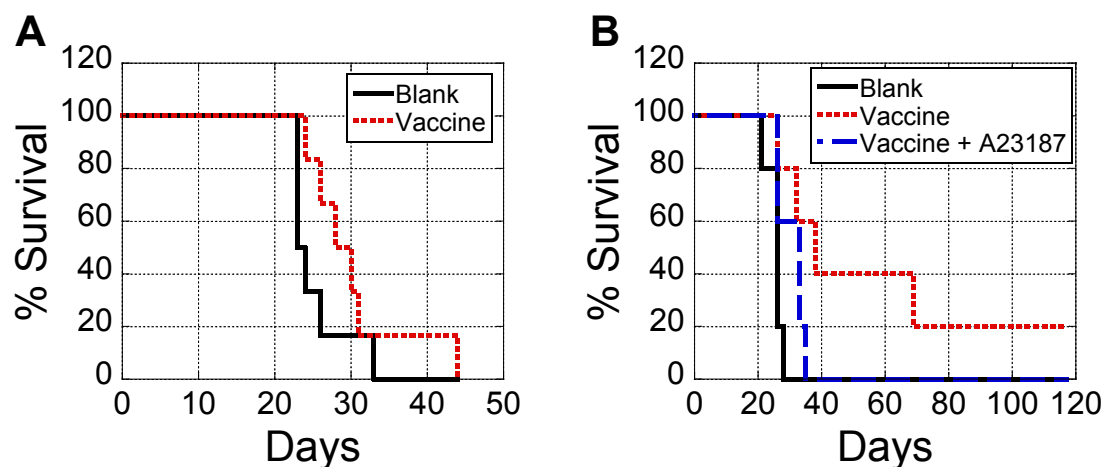 A
% Survival
120
100
80
60
40
20
0
0 10 20 30 40 50
Days
Blank
Vaccine
B
% Survival
120
100
80
60
40
20
0
0 20 40 60 80 100 120
Days
Blank
Vaccine
Vaccine + A23187